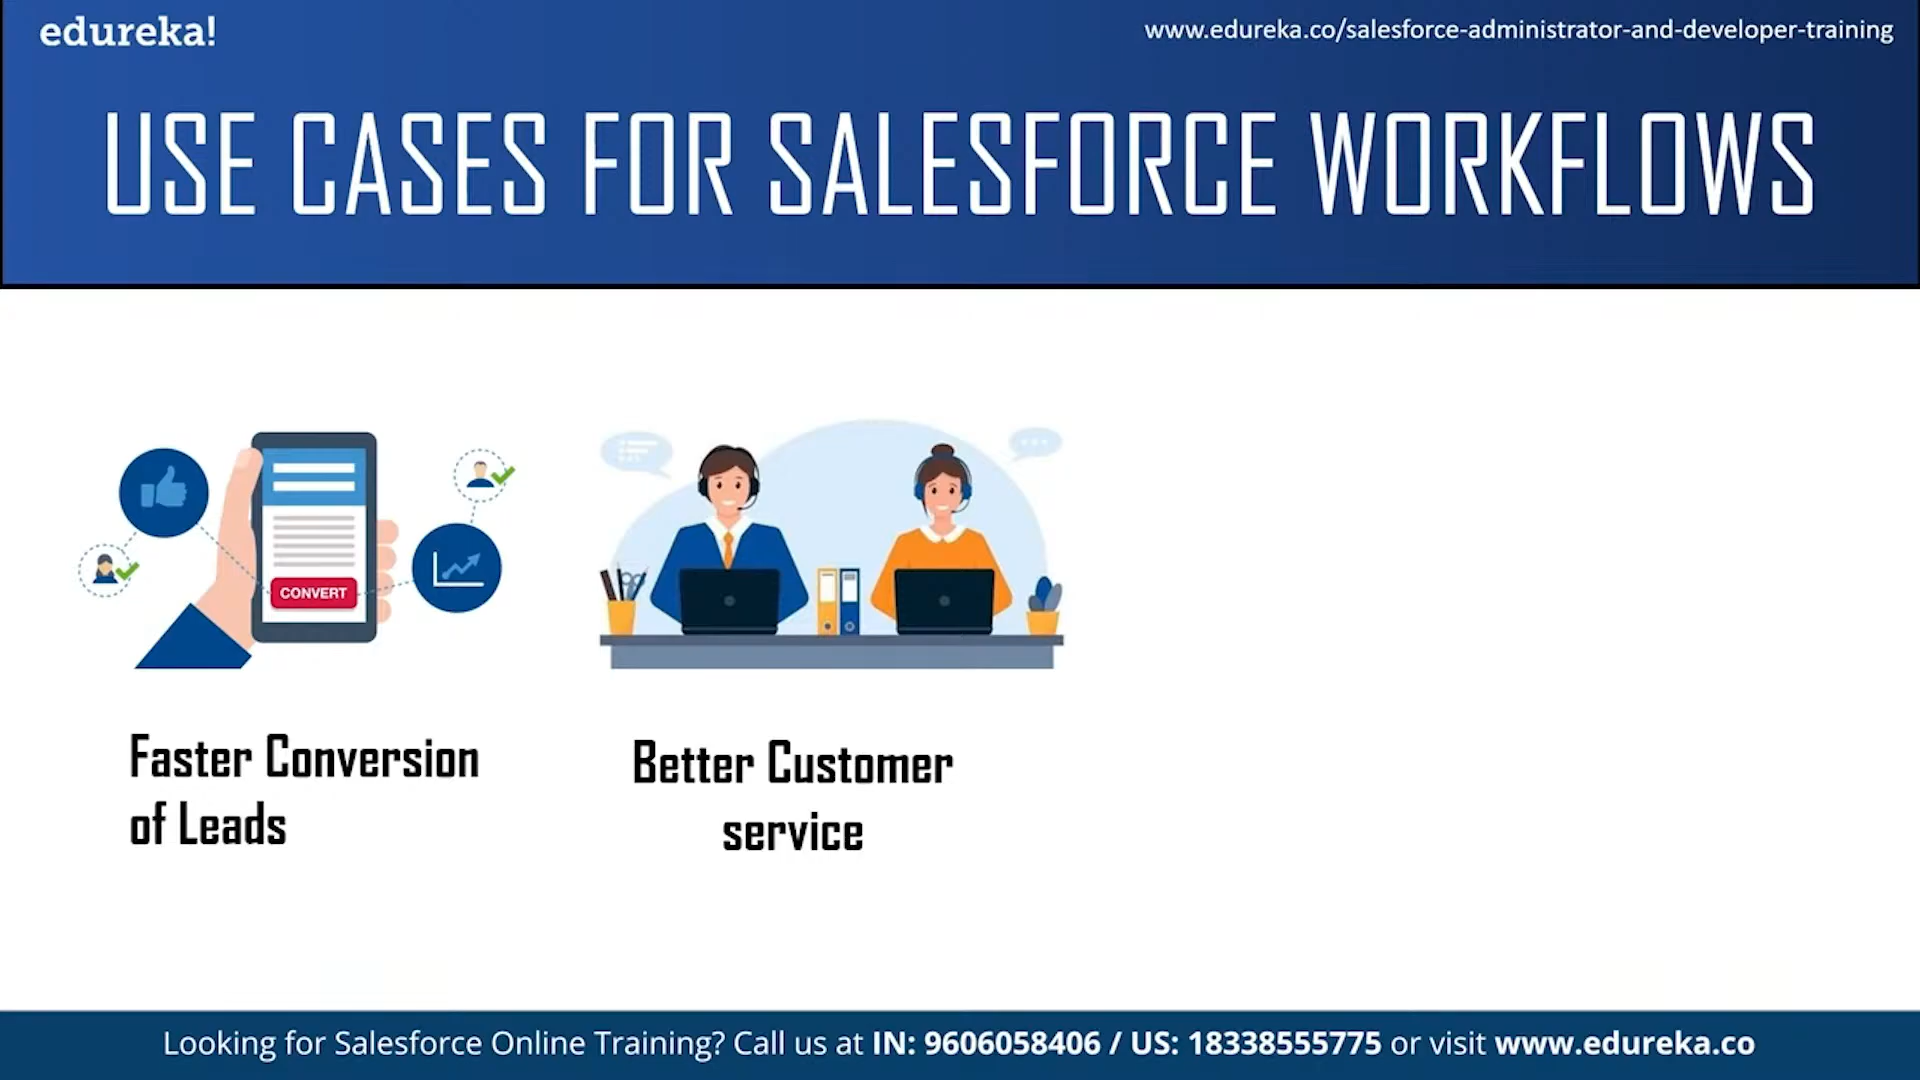 edureka!
www.edureka.co/salesforce-administrator-and-developer-training
USE CASES FOR SALESFORCE WORKFLOWS
CONVERT
Faster Conversion
of Leads
Better Customer
service
Looking for Salesforce Online Training? Call us at IN: 9606058406 / US: 18338555775 or visit www.edureka.co